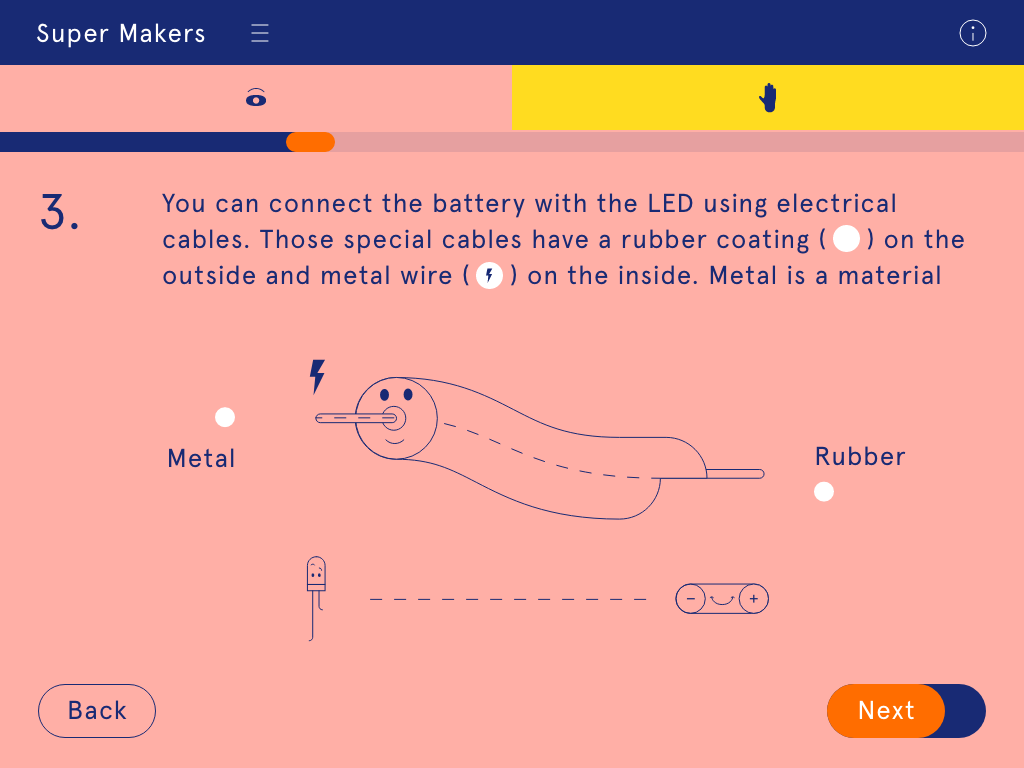 Super Makers
3.
You can connect the battery with the LED using electrical
cables. Those special cables have a rubber coating ( ) on the
outside and metal wire ( ) on the inside. Metal is a material
Metal
Rubber
− +
Back
Next